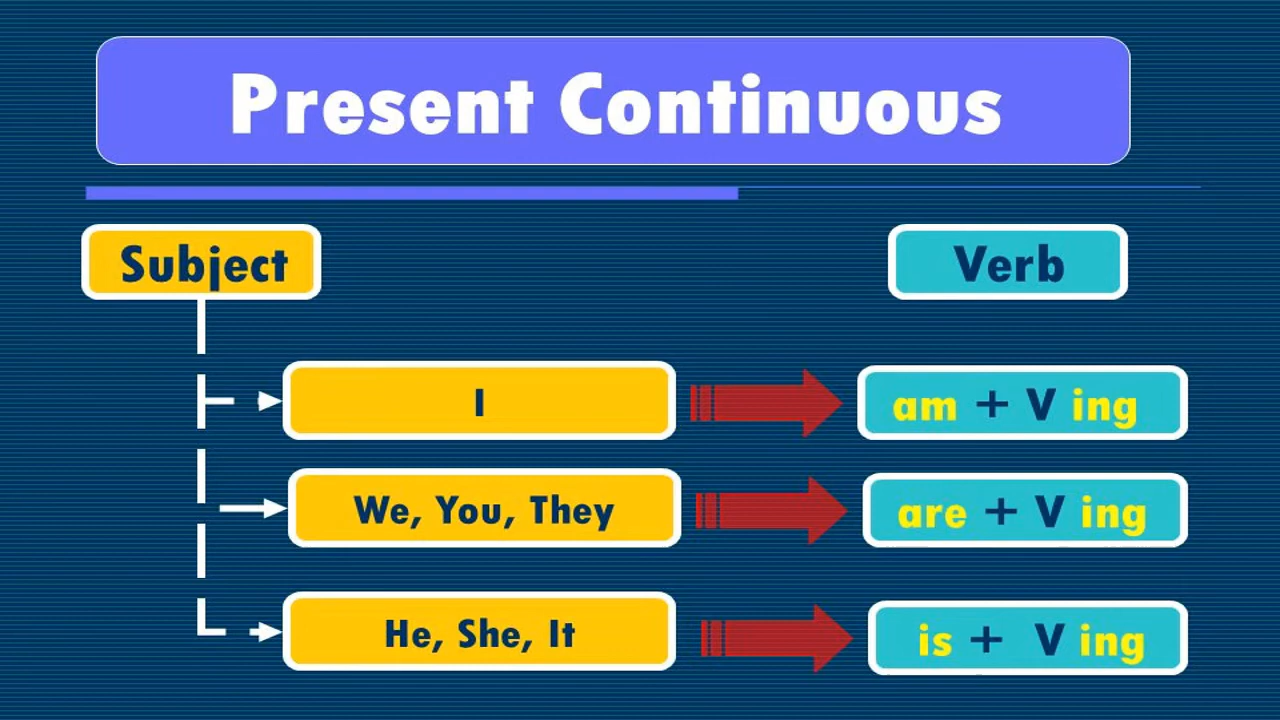 Present Continuous
Subject
Verb
I
am + V ing
We, You, They
are + V ing
He, She, It
is + V ing